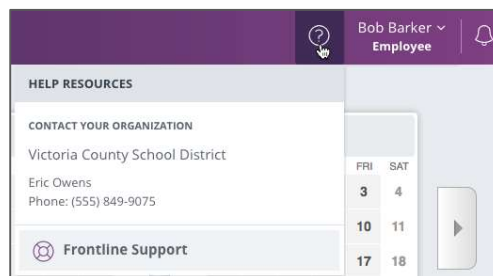 Bob Barker
Employee
HELP RESOURCES
CONTACT YOUR ORGANIZATION
Victoria County School District
Eric Owens
Phone: (555) 849-9075
Frontline Support
FRI SAT
3 4
10 11
17 18